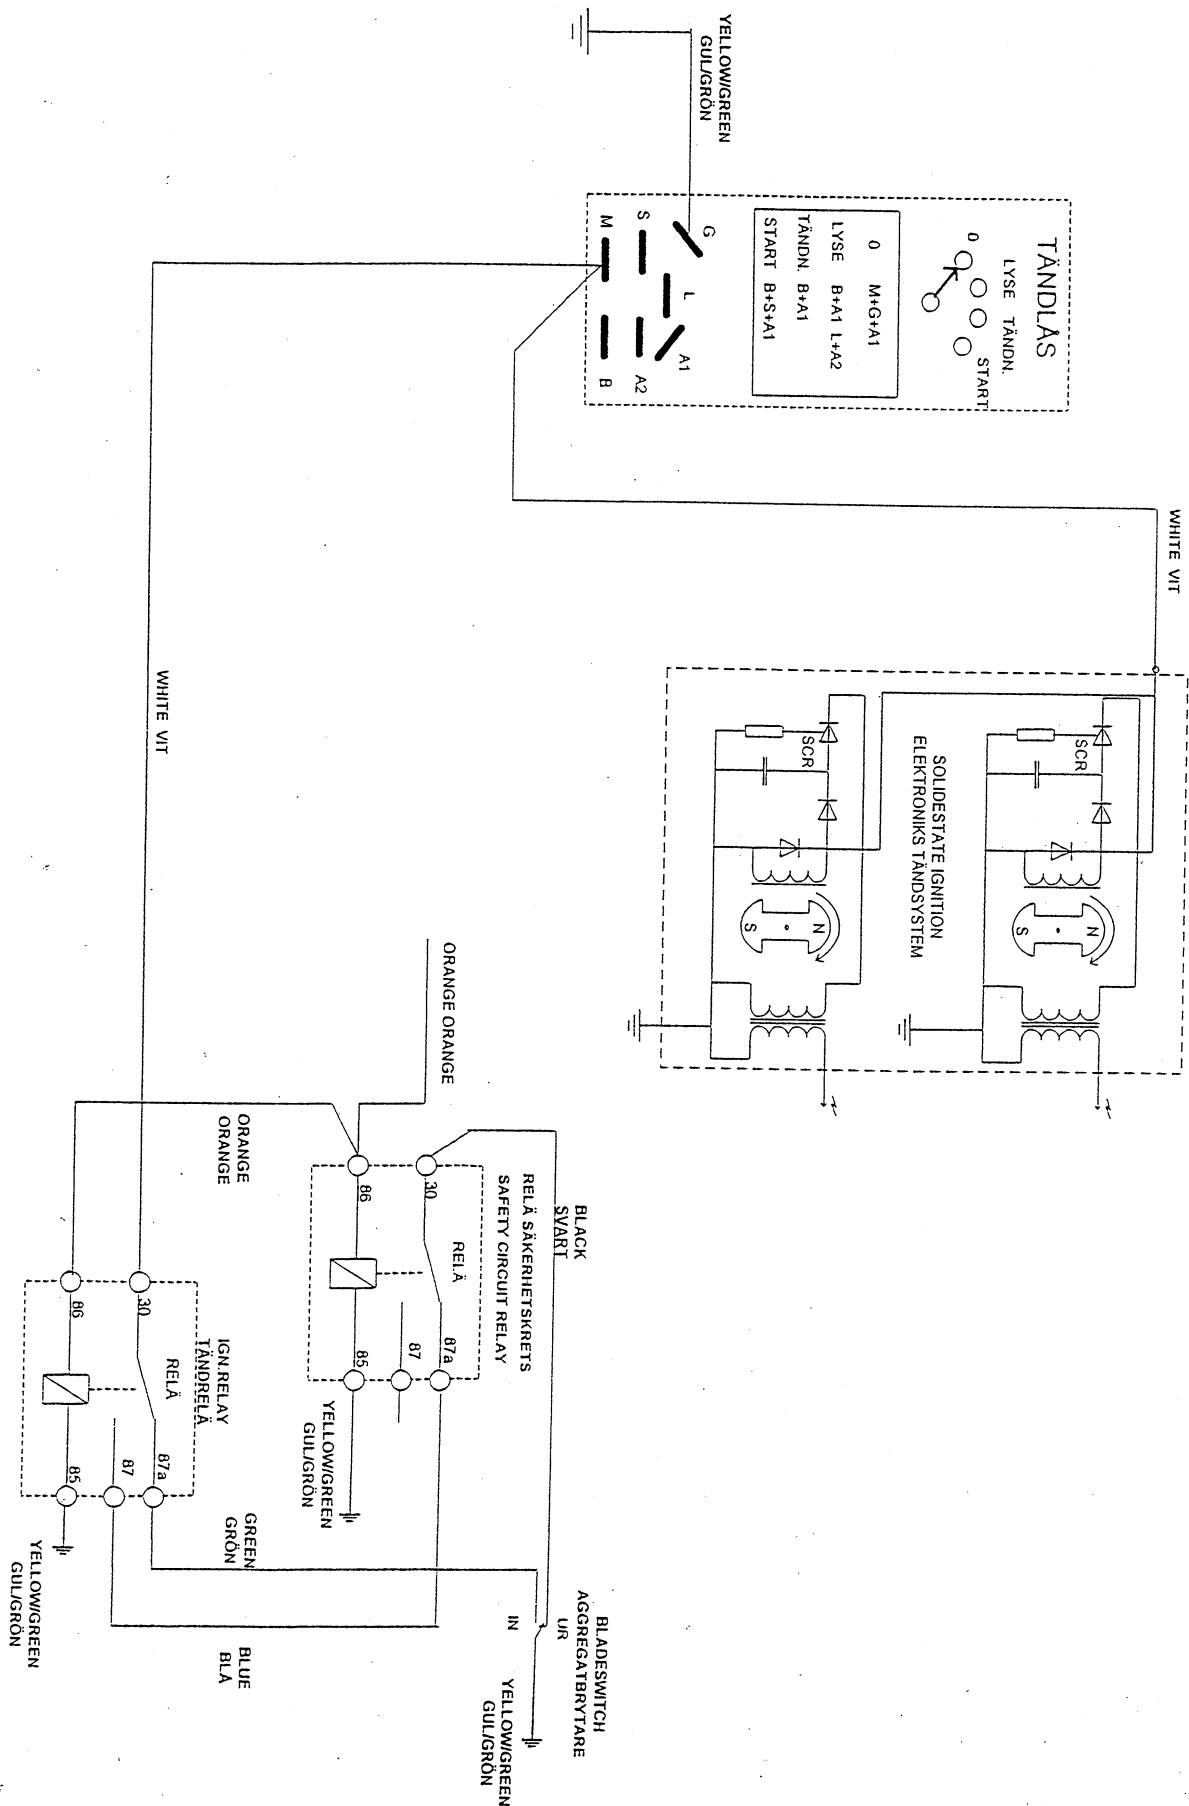 YELLOW/GREEN
GUL/GRÖN
TÄNDLÅS
LYSE TÄNDN.
0
START
0 M+G+A1
LYSE B+A1 L+A2
TÄNDN. B+A1
START B+S+A1
G
S
M
L
A1
A2
B
WHITE VIT
SOLIDESTATE IGNITION
ELEKTRONIKS TÄNDSYSTEM
SCR
N
S
SCR
N
S
WHITE VIT
ORANGE ORANGE
ORANGE
ORANGE
BLACK
SVART
RELÄ SÄKERHETSKRETS
SAFETY CIRCUIT RELAY
30
86
RELÄ
87a
87
85
YELLOW/GREEN
GUL/GRÖN
IGN.RELAY
TÄNDRELÄ
30
86
RELÄ
87a
87
85
YELLOW/GREEN
GUL/GRÖN
GREEN
GRÖN
BLUE
BLÅ
BLADESWITCH
AGGREGATBRYTARE
UR
IN
YELLOW/GREEN
GUL/GRÖN